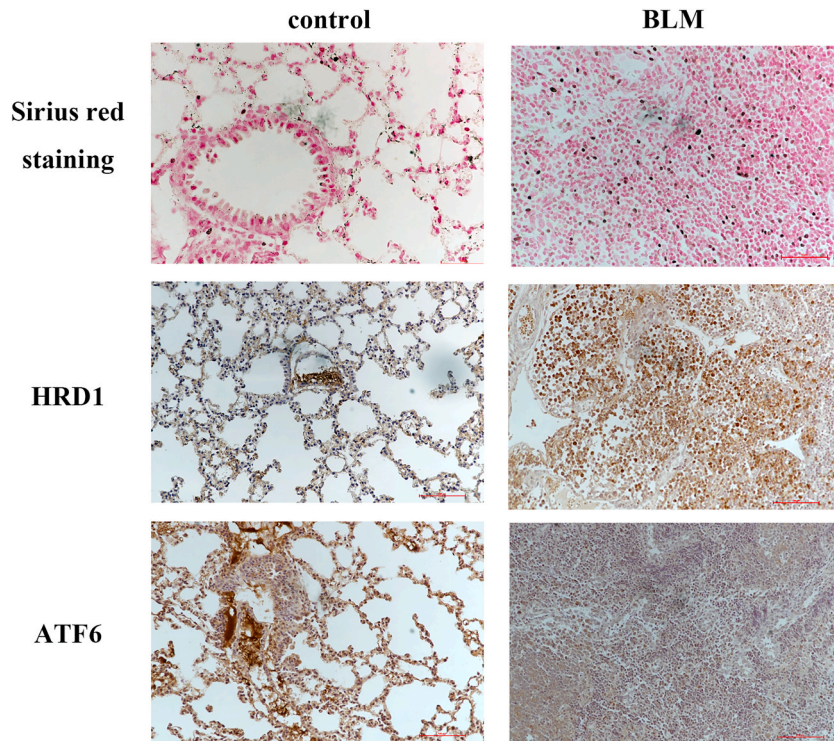 control
BLM
Sirius red
staining
HRD1
ATF6